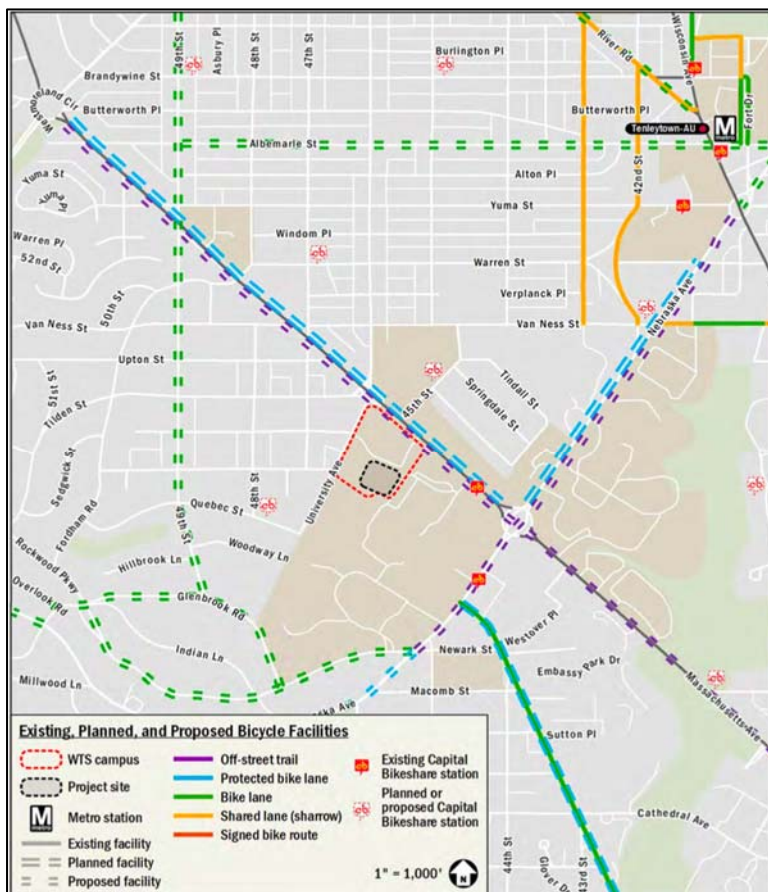 49th St
Asbury Pl
48th St
47th St
Burlington Pl
River Rd
Wisconsin Ave
Brandywine St
Westmoreland Cir
Butterworth Pl
Butterworth Pl
Fort Dr
Tenleytown-AU
M
metro
Albemarle St
Alton Pl
42nd St
Yuma St
Yuma Pl
Yuma St
Windom Pl
Warren Pl
52nd St
Warren St
50th St
Verplanck Pl
Nebraska Ave
Van Ness St
Van Ness St
Upton St
51st St
Tilden St
45th St
Springdale St
Tindall St
University Ave
Sedgwick St
Fordham Rd
48th St
Quebec St
49th St
Rockwood Pkwy
Hillbrook Ln
Woodway Ln
Overlook Rd
Glenbrook Rd
Indian Ln
Newark St
Westover Pl
Embassy Park Dr
Millwood Ln
Macomb St
ska Ave
Massachusetts Ave
Sutton Pl
Cathedral Ave
44th St
Glover Dr
43rd St
Existing, Planned, and Proposed Bicycle Facilities
WTS campus
Project site
M
metro
Metro station
Existing facility
Planned facility
Proposed facility
Off-street trail
Protected bike lane
Bike lane
Shared lane (sharrow)
Signed bike route
Existing Capital
Bikeshare station
Planned or
proposed Capital
Bikeshare station
1" = 1,000'
N